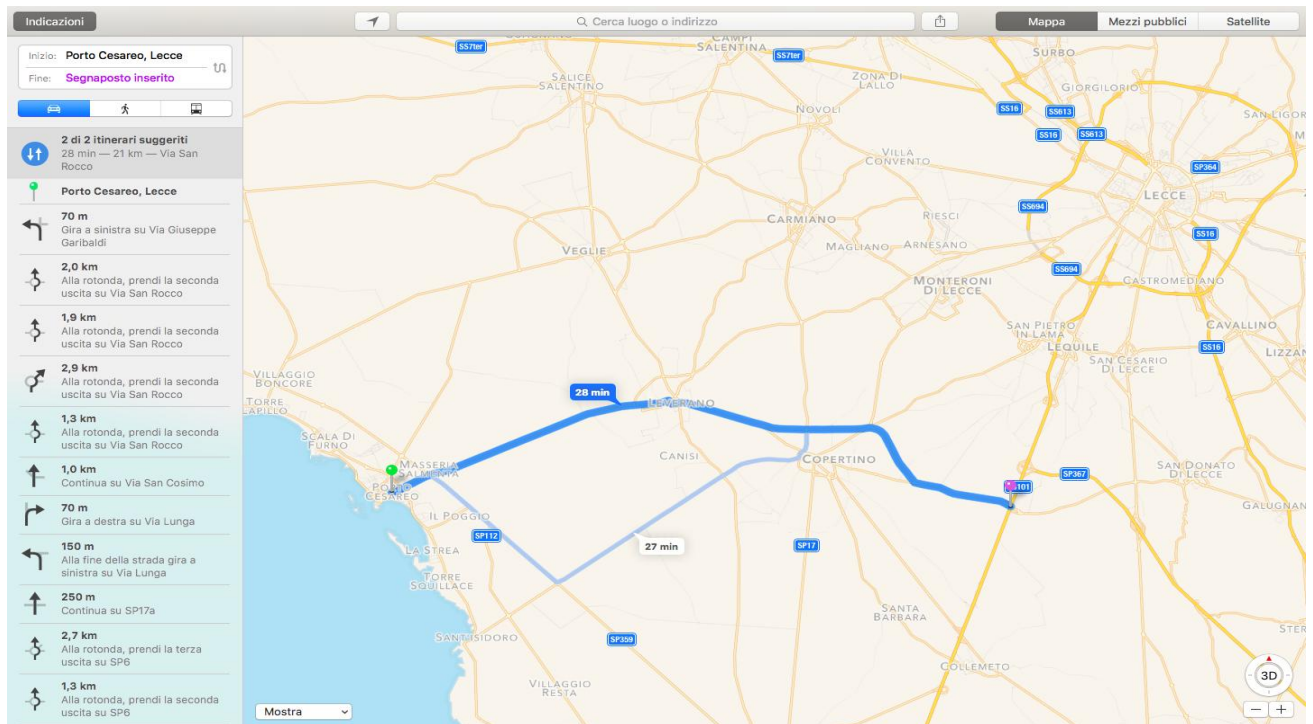 Indicazioni
Cerca luogo o indirizzo
Mappa
Mezzi pubblici
Satellite
Inizio: Porto Cesareo, Lecce
Fine: Segnaposto inserito
2 di 2 itinerari suggeriti
28 min — 21 km — Via San
Rocco
Porto Cesareo, Lecce
70 m
Gira a sinistra su Via Giuseppe
Garibaldi
2,0 km
Alla rotonda, prendi la seconda
uscita su Via San Rocco
1,9 km
Alla rotonda, prendi la seconda
uscita su Via San Rocco
2,9 km
Alla rotonda, prendi la seconda
uscita su Via San Rocco
1,3 km
Alla rotonda, prendi la seconda
uscita su Via San Rocco
1,0 km
Continua su Via San Cosimo
70 m
Gira a destra su Via Lunga
150 m
Alla fine della strada gira a
sinistra su Via Lunga
250 m
Continua su SP17a
2,7 km
Alla rotonda, prendi la terza
uscita su SP6
1,3 km
Alla rotonda, prendi la seconda
uscita su SP6
SS7ter
CAMPI
SALENTINA
SS7ter
SURBO
SALICE
SALENTINO
ZONA DI
LALLO
GIORGILORIO
NOVOLI
SS16
SS613
SAN LIGOR
SS16
SS613
VILLA
CONVENTO
SP364
LECCE
SS694
CARMIANO
RIESCI
SS16
VEGLIE
MAGLIANO
ARNESANO
SS694
MONTERONI
DI LECCE
CASTROMEDIANO
SAN PIETRO
IN LAMA
CAVALLINO
LEQUILE
SS16
LIZZAN
SAN CESARIO
DI LECCE
VILLAGGIO
BONCORE
28 min
TORRE
LAPILLO
LEVERANO
SCALA DI
FURNO
CANISI
COPERTINO
MASSERIA
SALMENTA
PORTO
CESAREO
SP367
SAN DONATO
DI LECCE
S101
GALUGNAN
IL POGGIO
SP112
LA STREA
27 min
SP17
TORRE
SQUILLACE
SANTA
BARBARA
SANT'ISIDORO
SP359
STER
COLLEMETO
VILLAGGIO
RESTA
3D
Mostra
− +